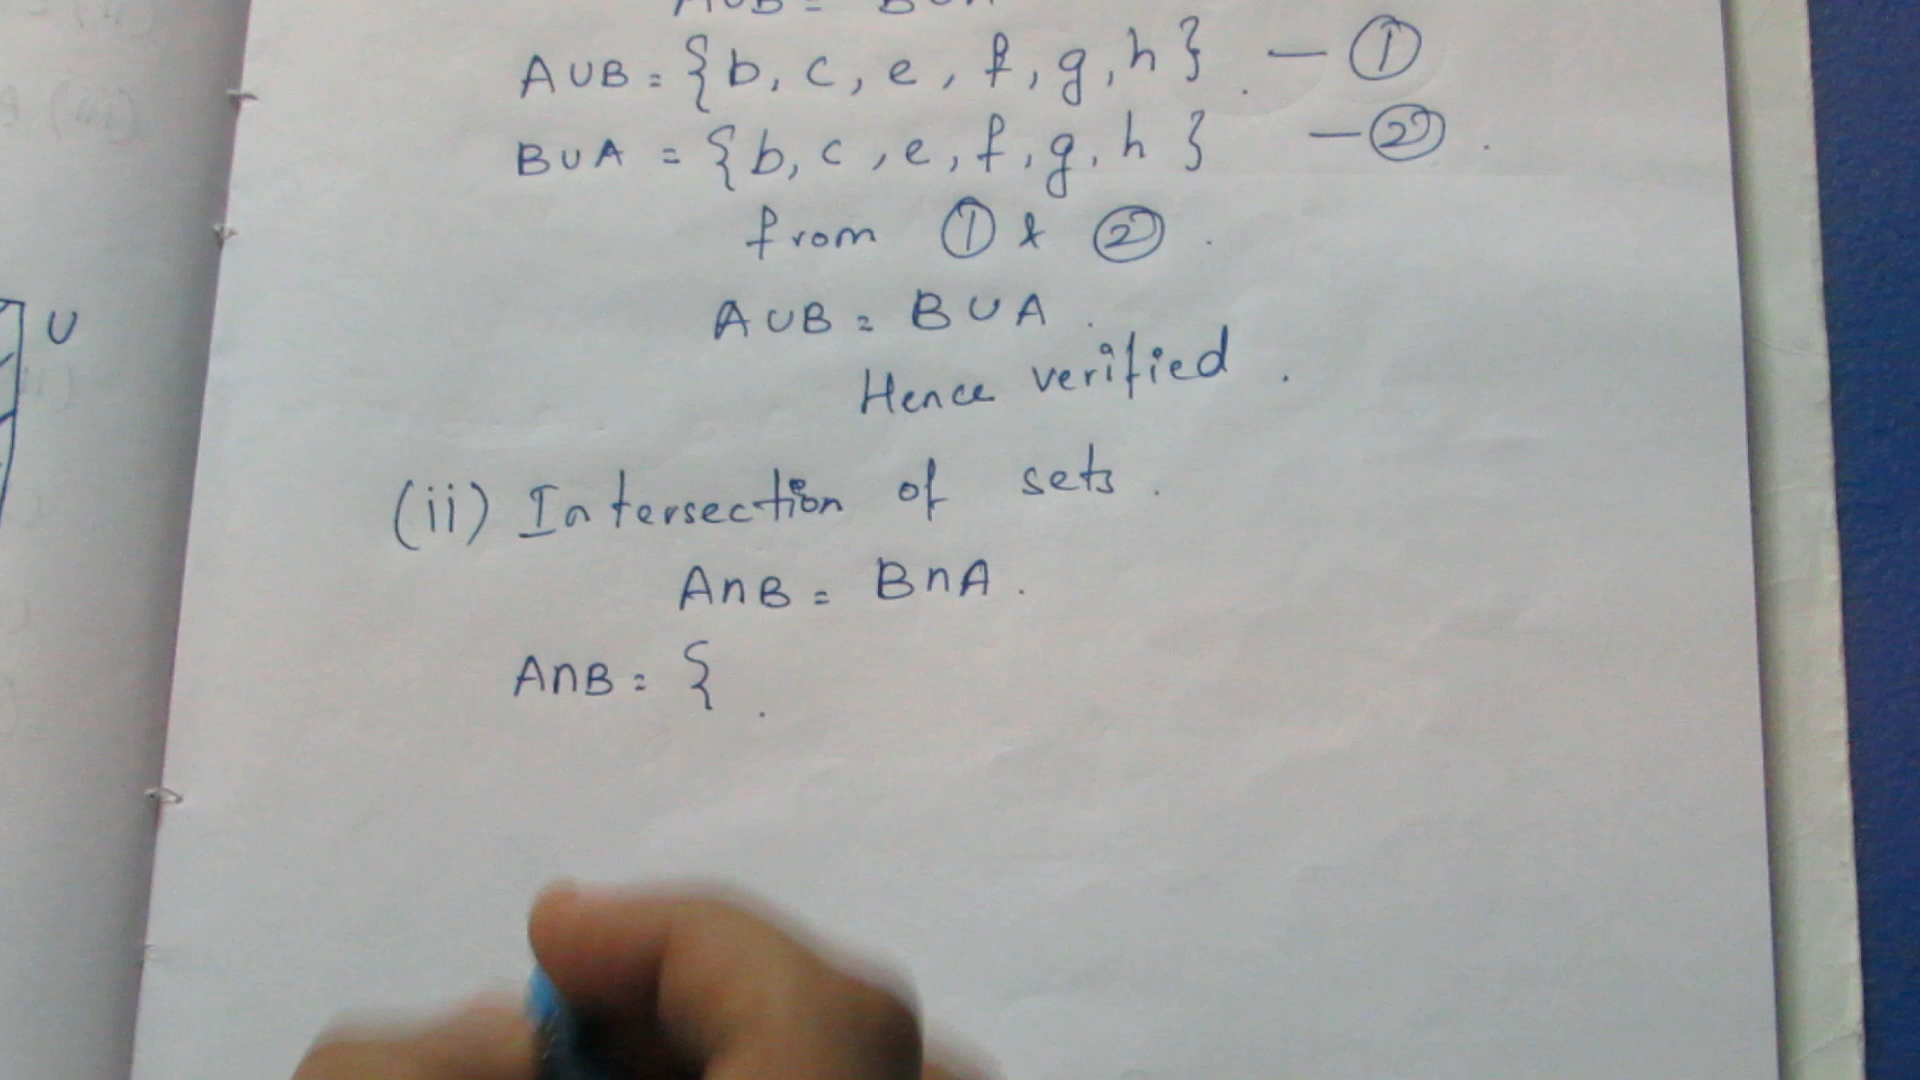 A∪B = {b, c, e, f, g, h} — ①
B∪A = {b, c, e, f, g, h} — ②
from ① & ②
A∪B = B∪A
Hence verified.
(ii) Intersection of sets.
A∩B = B∩A.
A∩B = {
U